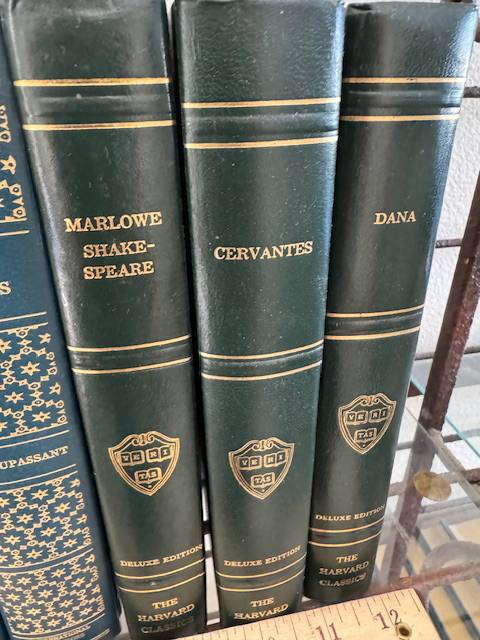 MARLOWE
SHAKE-
SPEARE
VE RI
TAS
DELUXE EDITION
THE
HARVARD
CLASSICS
CERVANTES
VE RI
TAS
DELUXE EDITION
THE
HARVARD
DANA
VE RI
TAS
DELUXE EDITION
THE
HARVARD
CLASSICS
S
UPASSANT
NATIONAL
11 12